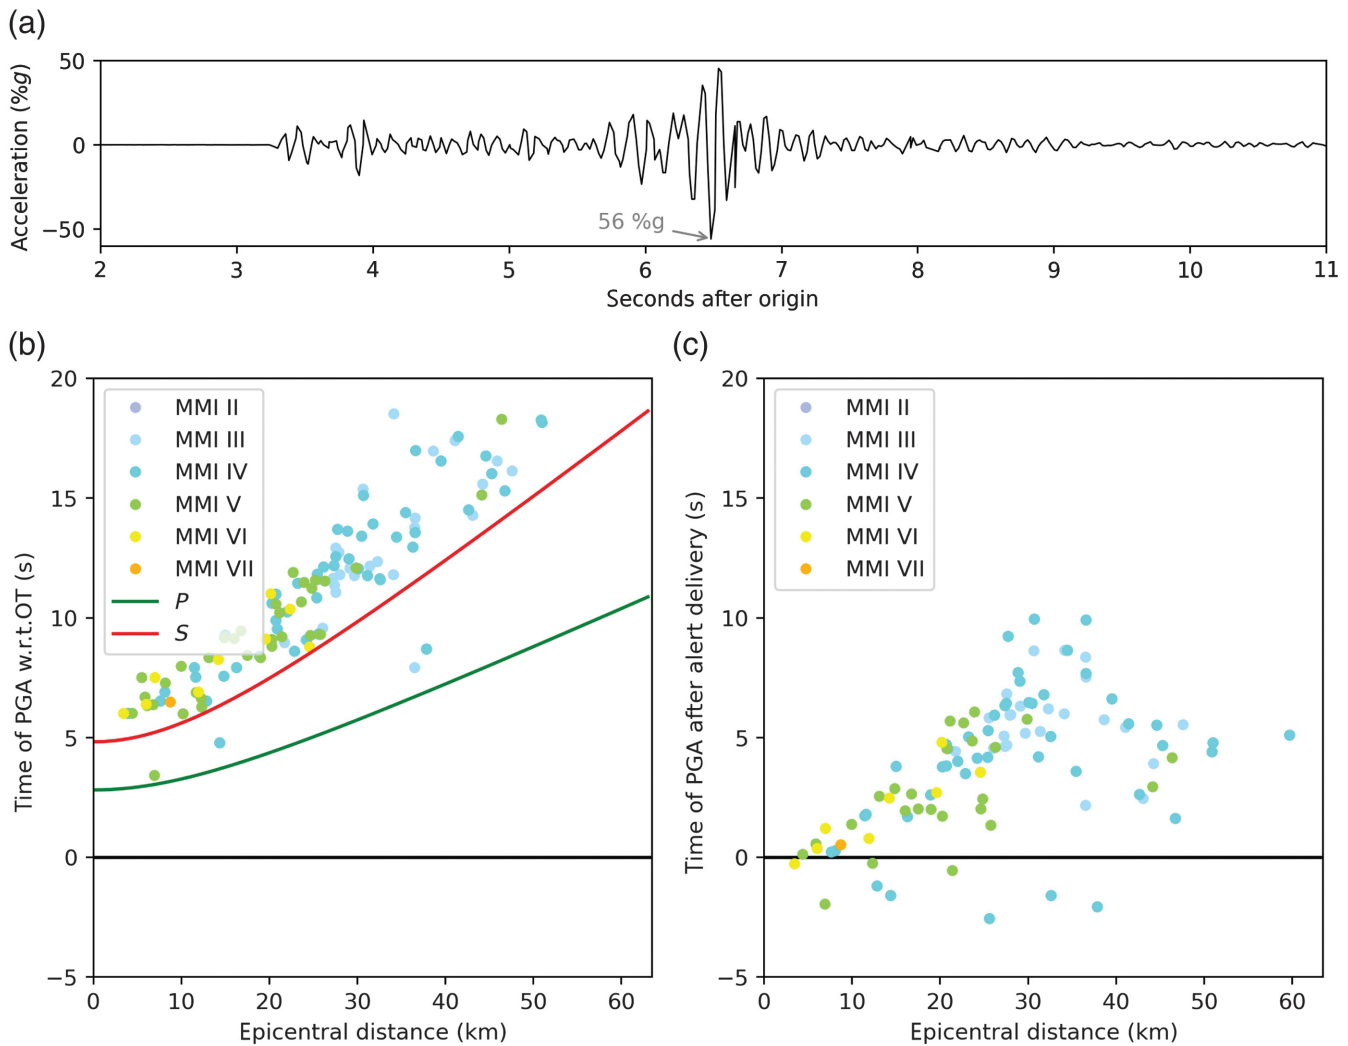 (a)
Acceleration (%g)
50
0
−50
56 %g
2 3 4 5 6 7 8 9 10 11
Seconds after origin
(b)
Time of PGA w.r.t.OT (s)
20
15
10
5
0
−5
MMI II
MMI III
MMI IV
MMI V
MMI VI
MMI VII
P
S
0 10 20 30 40 50 60
Epicentral distance (km)
(c)
Time of PGA after alert delivery (s)
20
15
10
5
0
−5
MMI II
MMI III
MMI IV
MMI V
MMI VI
MMI VII
0 10 20 30 40 50 60
Epicentral distance (km)